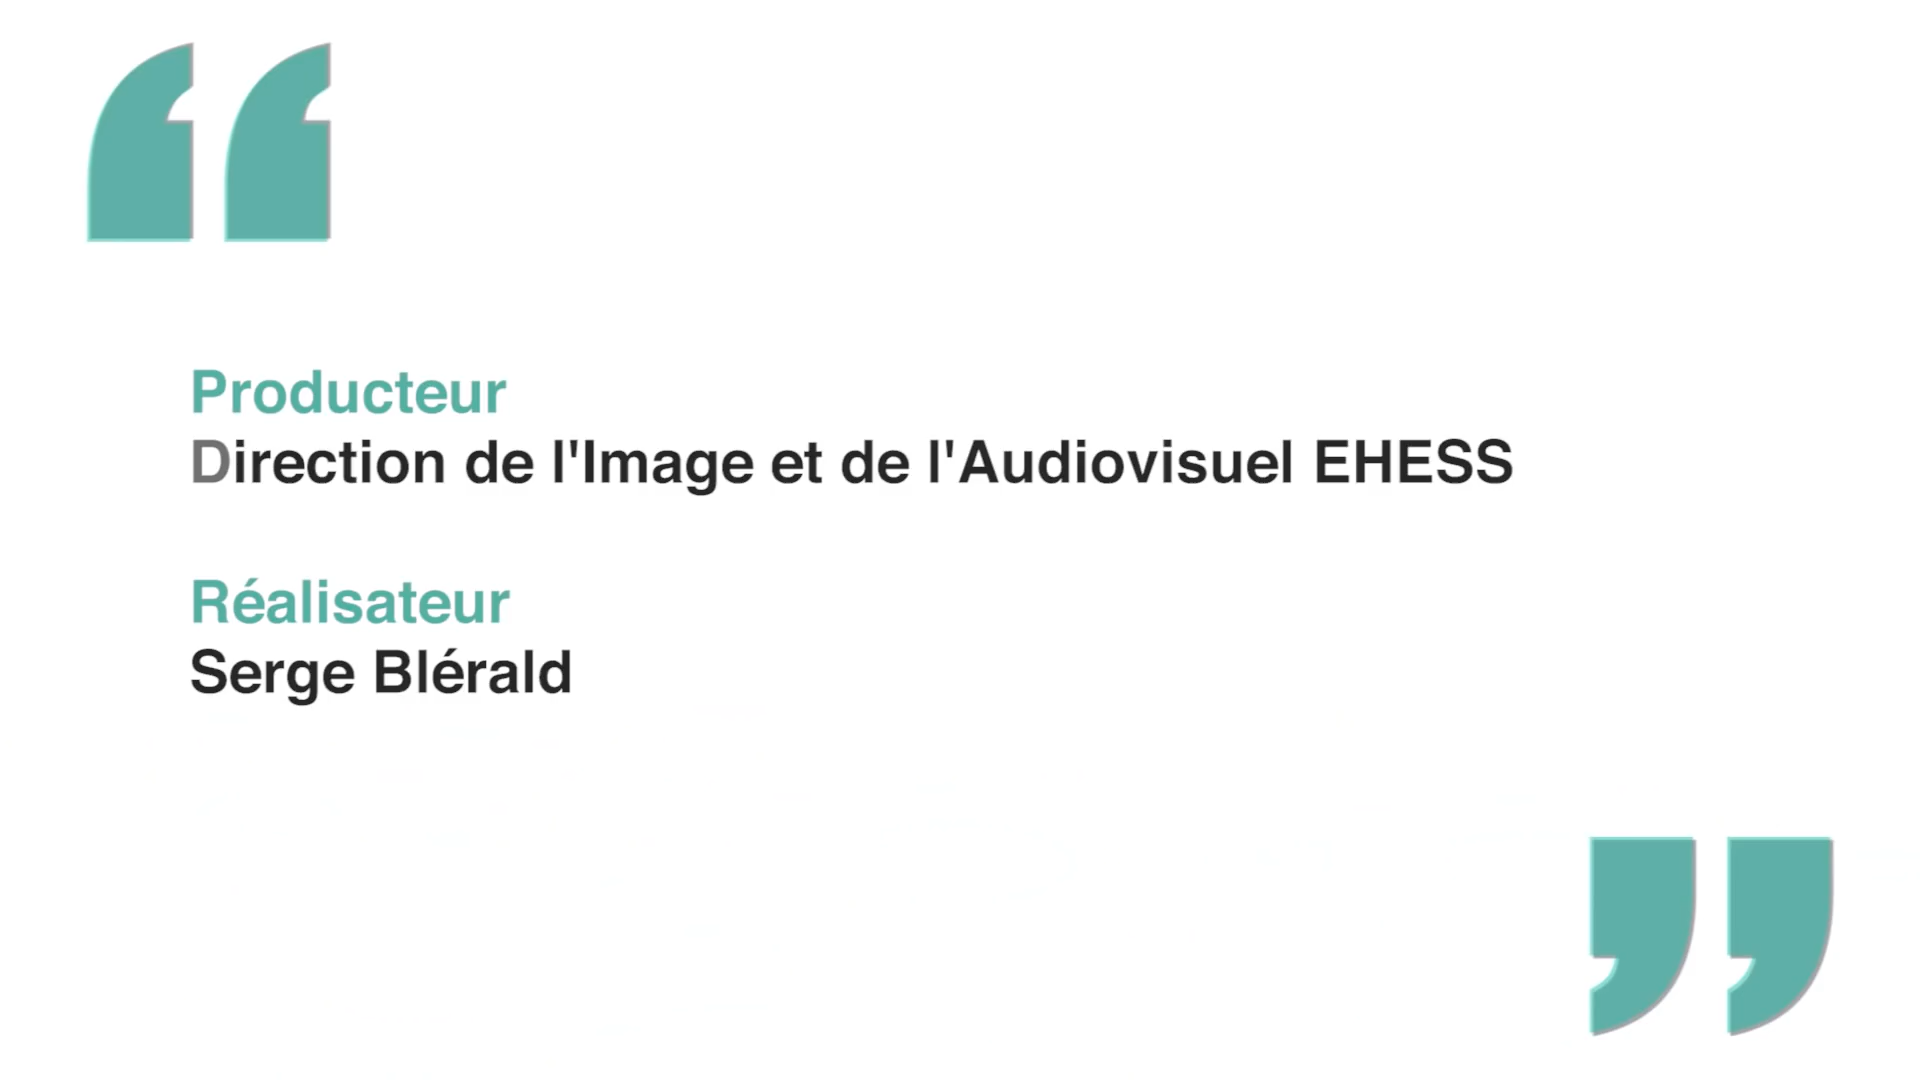 Producteur
Direction de l'Image et de l'Audiovisuel EHESS
Réalisateur
Serge Blérald